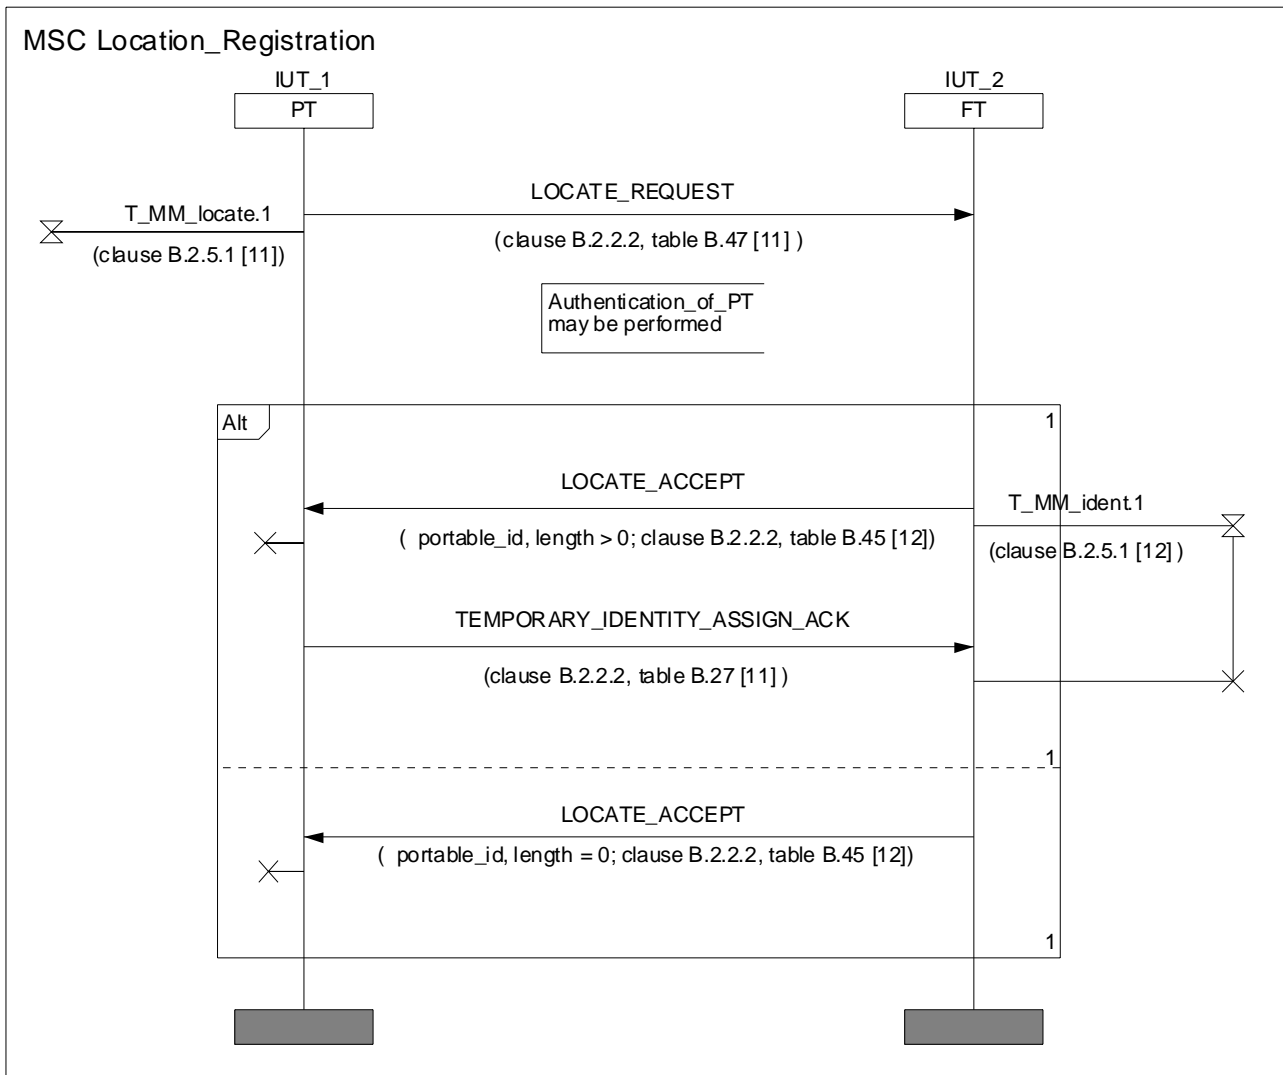 MSC Location_Registration
IUT_1
IUT_2
PT
FT
LOCATE_REQUEST
T_MM_locate.1
(clause B.2.2.2, table B.47 [11] )
(clause B.2.5.1 [11])
Authentication_of_PT
may be performed
Alt
1
LOCATE_ACCEPT
T_MM_ident.1
( portable_id, length > 0; clause B.2.2.2, table B.45 [12])
(clause B.2.5.1 [12] )
TEMPORARY_IDENTITY_ASSIGN_ACK
(clause B.2.2.2, table B.27 [11] )
1
LOCATE_ACCEPT
( portable_id, length = 0; clause B.2.2.2, table B.45 [12])
1